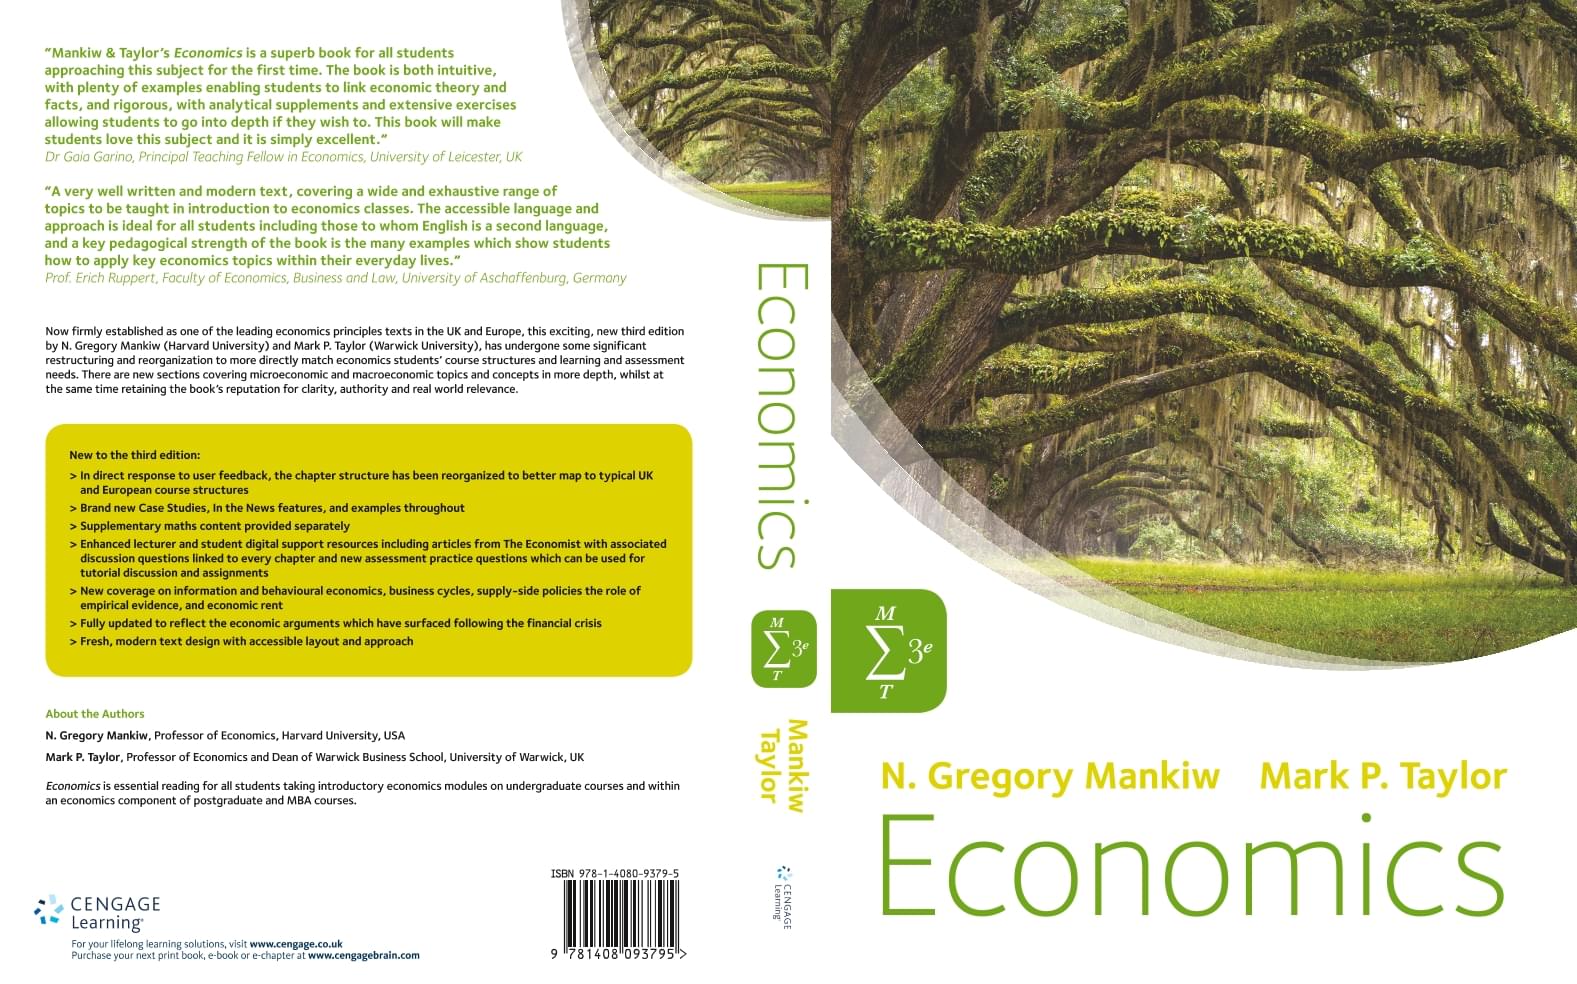 “Mankiw & Taylor’s Economics is a superb book for all students
approaching this subject for the first time. The book is both intuitive,
with plenty of examples enabling students to link economic theory and
facts, and rigorous, with analytical supplements and extensive exercises
allowing students to go into depth if they wish to. This book will make
students love this subject and it is simply excellent.“
Dr Gaia Garino, Principal Teaching Fellow in Economics, University of Leicester, UK
“A very well written and modern text, covering a wide and exhaustive range of
topics to be taught in introduction to economics classes. The accessible language and
approach is ideal for all students including those to whom English is a second language,
and a key pedagogical strength of the book is the many examples which show students
how to apply key economics topics within their everyday lives.”
Prof. Erich Ruppert, Faculty of Economics, Business and Law, University of Aschaffenburg, Germany
Now firmly established as one of the leading economics principles texts in the UK and Europe, this exciting, new third edition
by N. Gregory Mankiw (Harvard University) and Mark P. Taylor (Warwick University), has undergone some significant
restructuring and reorganization to more directly match economics students’ course structures and learning and assessment
needs. There are new sections covering microeconomic and macroeconomic topics and concepts in more depth, whilst at
the same time retaining the book’s reputation for clarity, authority and real world relevance.
New to the third edition:
> In direct response to user feedback, the chapter structure has been reorganized to better map to typical UK
and European course structures
> Brand new Case Studies, In the News features, and examples throughout
> Supplementary maths content provided separately
> Enhanced lecturer and student digital support resources including articles from The Economist with associated
discussion questions linked to every chapter and new assessment practice questions which can be used for
tutorial discussion and assignments
> New coverage on information and behavioural economics, business cycles, supply-side policies the role of
empirical evidence, and economic rent
> Fully updated to reflect the economic arguments which have surfaced following the financial crisis
> Fresh, modern text design with accessible layout and approach
About the Authors
N. Gregory Mankiw, Professor of Economics, Harvard University, USA
Mark P. Taylor, Professor of Economics and Dean of Warwick Business School, University of Warwick, UK
Economics is essential reading for all students taking introductory economics modules on undergraduate courses and within
an economics component of postgraduate and MBA courses.
CENGAGE
Learning®
For your lifelong learning solutions, visit www.cengage.co.uk
Purchase your next print book, e-book or e-chapter at www.cengagebrain.com
ISBN 978-1-4080-9379-5
9 781408 093795 >
Economics
M
∑ 3e
T
Mankiw
Taylor
CENGAGE
Learning®
M
∑ 3e
T
N. Gregory Mankiw Mark P. Taylor
Economics